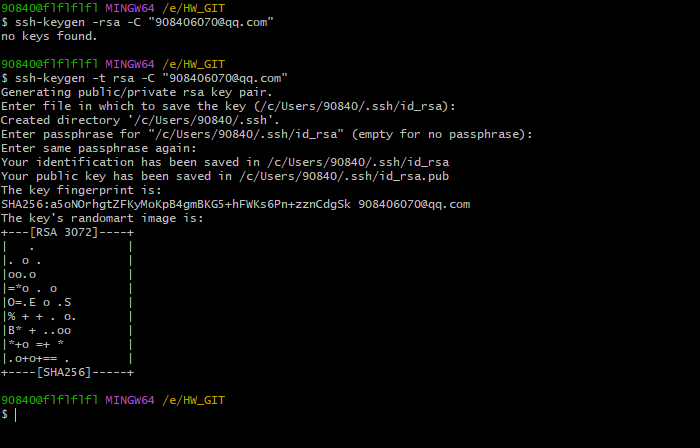 90840@flflflfl MINGW64 /e/HW_GIT
$ ssh-keygen -rsa -C "908406070@qq.com"
no keys found.

90840@flflflfl MINGW64 /e/HW_GIT
$ ssh-keygen -t rsa -C "908406070@qq.com"
Generating public/private rsa key pair.
Enter file in which to save the key (/c/Users/90840/.ssh/id_rsa):
Created directory '/c/Users/90840/.ssh'.
Enter passphrase for "/c/Users/90840/.ssh/id_rsa" (empty for no passphrase):
Enter same passphrase again:
Your identification has been saved in /c/Users/90840/.ssh/id_rsa
Your public key has been saved in /c/Users/90840/.ssh/id_rsa.pub
The key fingerprint is:
SHA256:a5oNOrhgtZFKyMoKpB4gmBKG5+hFWKs6Pn+zznCdgSk 908406070@qq.com
The key's randomart image is:
+---[RSA 3072]----+
|   .             |
|. o .            |
|oo.o             |
|=*o . o          |
|O=.E o .S        |
|% + + . o.       |
|B* + ..oo        |
|*+o =+ *         |
|.o+o+== .        |
+----[SHA256]-----+

90840@flflflfl MINGW64 /e/HW_GIT
$